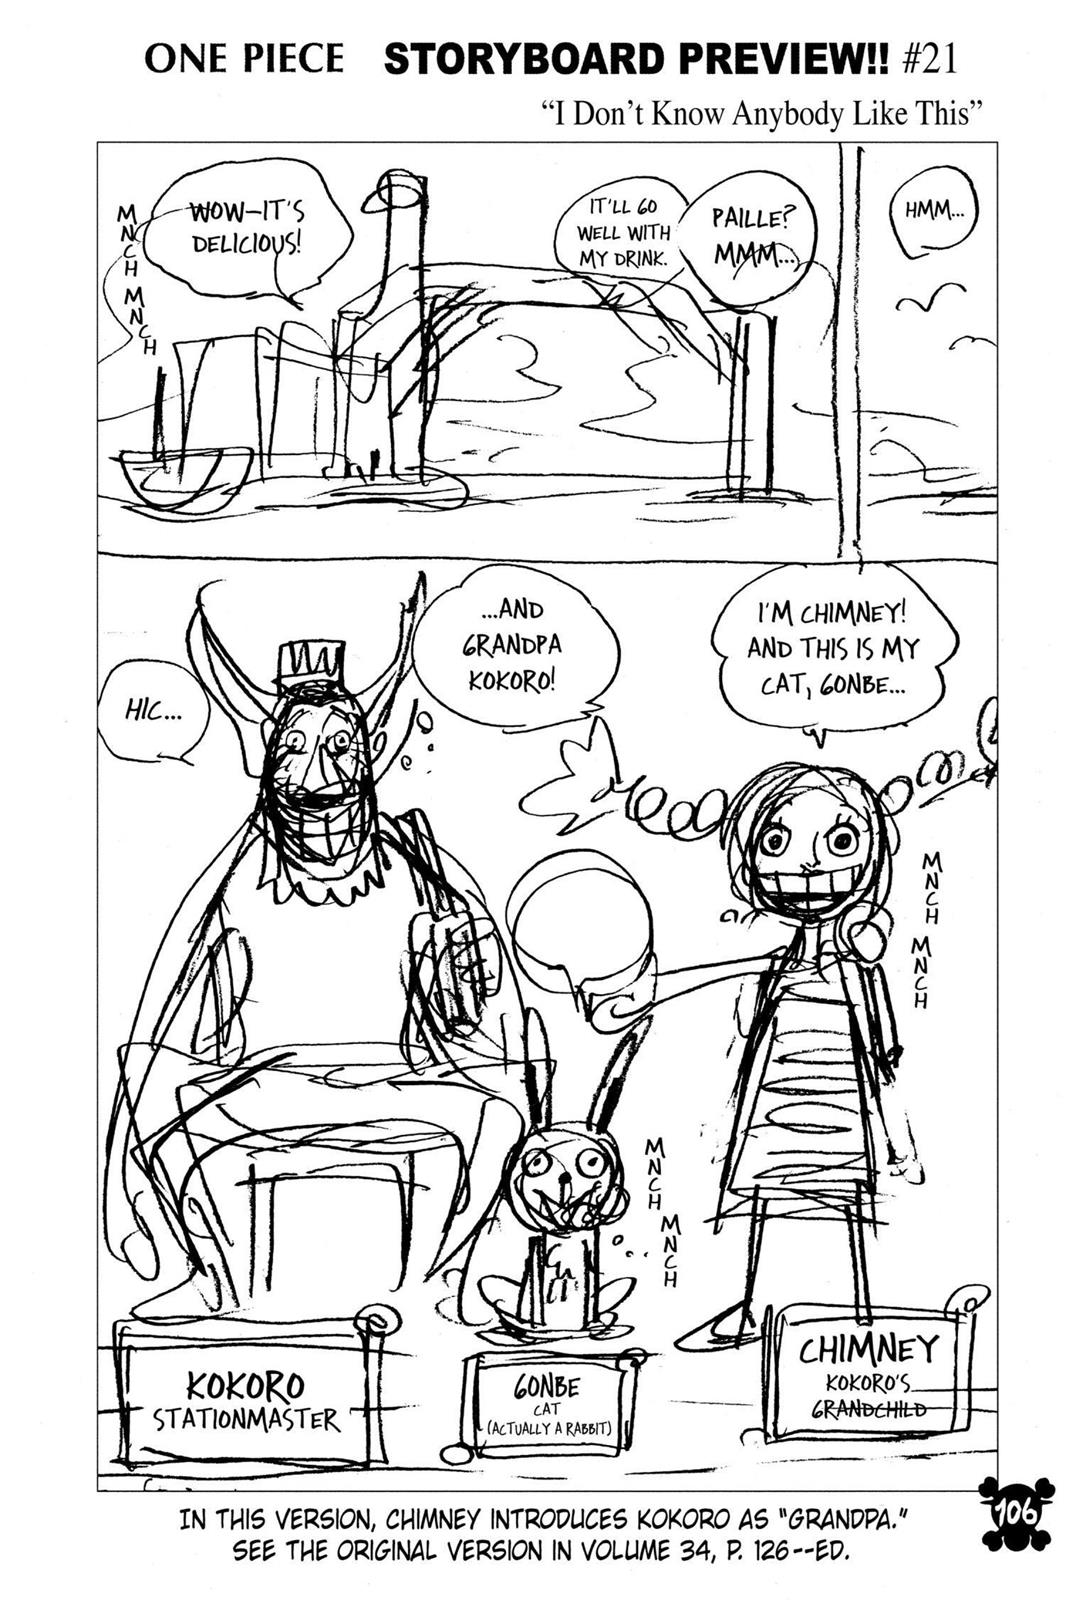 ONE PIECE STORYBOARD PREVIEW!! #21
“I Don’t Know Anybody Like This”
MNCH MNCH
WOW—IT'S
DELICIOUS!
IT'LL GO
WELL WITH
MY DRINK.
PAILLE?
MMM...
HMM...
HIC...
...AND
GRANDPA
KOKORO!
I'M CHIMNEY!
AND THIS IS MY
CAT, GONBE...
MNCH MNCH
MNCH MNCH
KOKORO
STATIONMASTER
GONBE
CAT
(ACTUALLY A RABBIT)
CHIMNEY
KOKORO'S
GRANDCHILD
IN THIS VERSION, CHIMNEY INTRODUCES KOKORO AS "GRANDPA."
SEE THE ORIGINAL VERSION IN VOLUME 34, P. 126--ED.
106